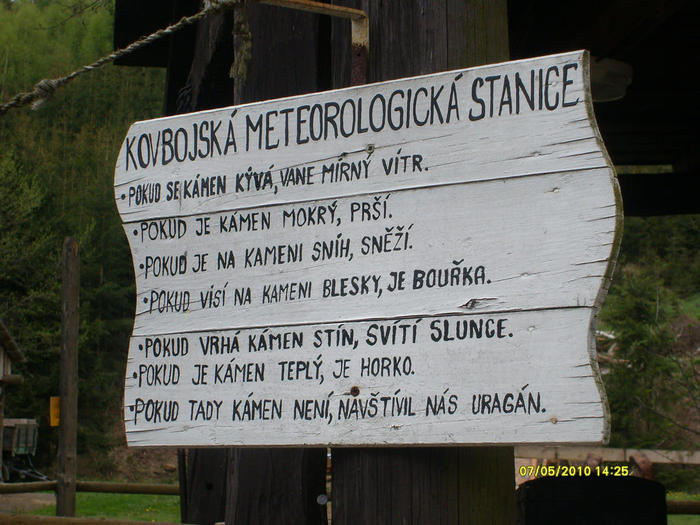 KOVBOJSKÁ METEOROLOGICKÁ STANICE
•POKUD SE KÁMEN KÝVÁ, VANE MÍRNÝ VÍTR.
•POKUD JE KÁMEN MOKRÝ, PRŠÍ.
•POKUD JE NA KAMENI SNÍH, SNĚŽÍ.
•POKUD VISÍ NA KAMENI BLESKY, JE BOUŘKA.
•POKUD VRHÁ KÁMEN STÍN, SVÍTÍ SLUNCE.
•POKUD JE KÁMEN TEPLÝ, JE HORKO.
•POKUD TADY KÁMEN NENÍ, NAVŠTÍVIL NÁS URAGÁN.
07/05/2010 14:25